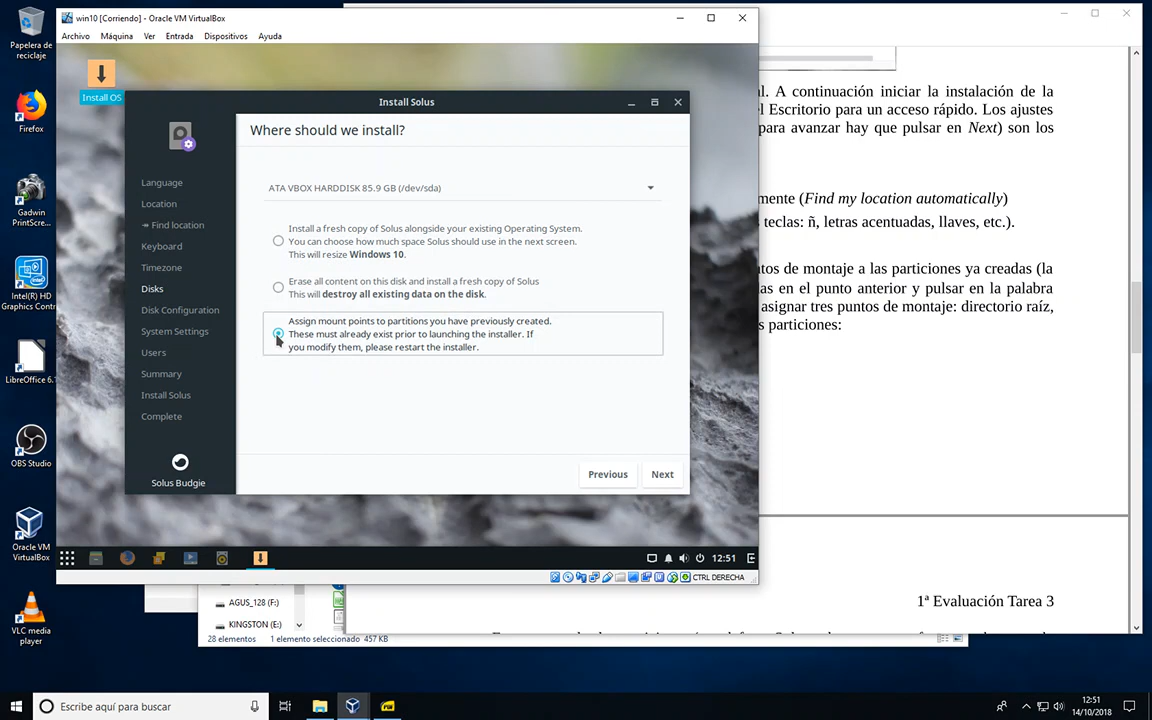 Papelera de
reciclaje
Firefox
Gadwin
PrintScre...
Intel(R) HD
Graphics Contr
LibreOffice 6.
OBS Studio
Oracle VM
VirtualBox
VLC media
player
win10 [Corriendo] - Oracle VM VirtualBox
Archivo Máquina Ver Entrada Dispositivos Ayuda
Install OS
Install Solus
Where should we install?
Language
Location
Find location
Keyboard
Timezone
Disks
Disk Configuration
System Settings
Users
Summary
Install Solus
Complete
Solus Budgie
ATA VBOX HARDDISK 85.9 GB (/dev/sda)
Install a fresh copy of Solus alongside your existing Operating System.
You can choose how much space Solus should use in the next screen.
This will resize Windows 10.
Erase all content on this disk and install a fresh copy of Solus
This will destroy all existing data on the disk.
Assign mount points to partitions you have previously created.
These must already exist prior to launching the installer. If
you modify them, please restart the installer.
Previous Next
12:51
CTRL DERECHA
al. A continuación iniciar la instalación de la
el Escritorio para un acceso rápido. Los ajustes
para avanzar hay que pulsar en Next) son los
mente (Find my location automatically)
s teclas: ñ, letras acentuadas, llaves, etc.).
ntos de montaje a las particiones ya creadas (la
as en el punto anterior y pulsar en la palabra
asignar tres puntos de montaje: directorio raíz,
s particiones:
1ª Evaluación Tarea 3
AGUS_128 (F:)
KINGSTON (E:)
28 elementos 1 elemento seleccionado 457 KB
Escribe aquí para buscar
12:51
14/10/2018